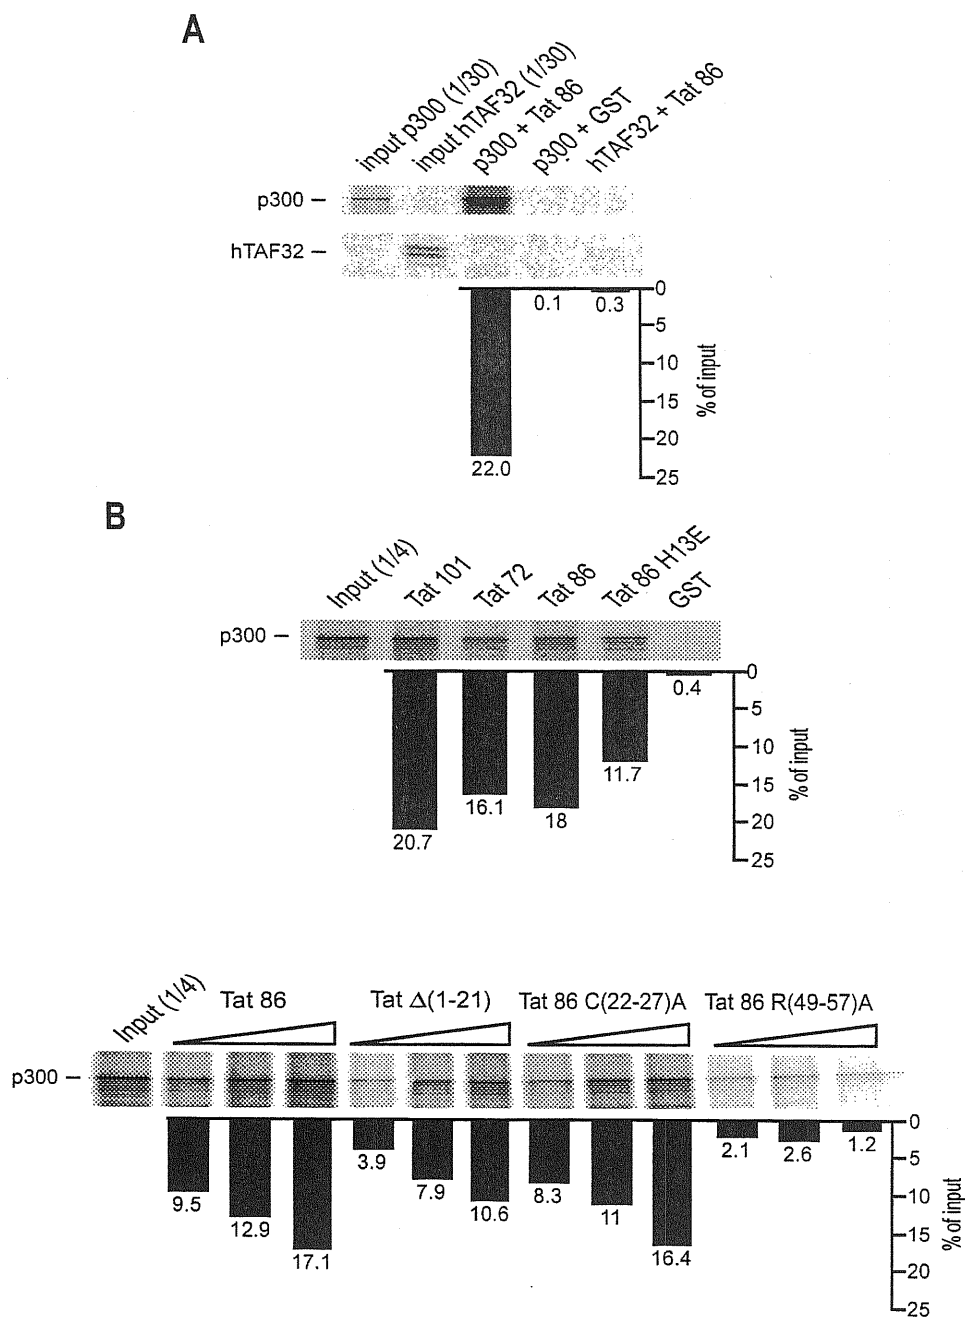 A
input p300 (1/30)
input hTAF32 (1/30)
p300 + Tat 86
p300 + GST
hTAF32 + Tat 86
p300
hTAF32
0
5
10
15
20
25
% of input
22.0
0.1
0.3
B
Input (1/4)
Tat 101
Tat 72
Tat 86
Tat 86 H13E
GST
p300
0
5
10
15
20
25
% of input
20.7
16.1
18
11.7
0.4
Input (1/4)
Tat 86
Tat Δ(1-21)
Tat 86 C(22-27)A
Tat 86 R(49-57)A
p300
0
5
10
15
20
25
% of input
9.5
12.9
17.1
3.9
7.9
10.6
8.3
11
16.4
2.1
2.6
1.2